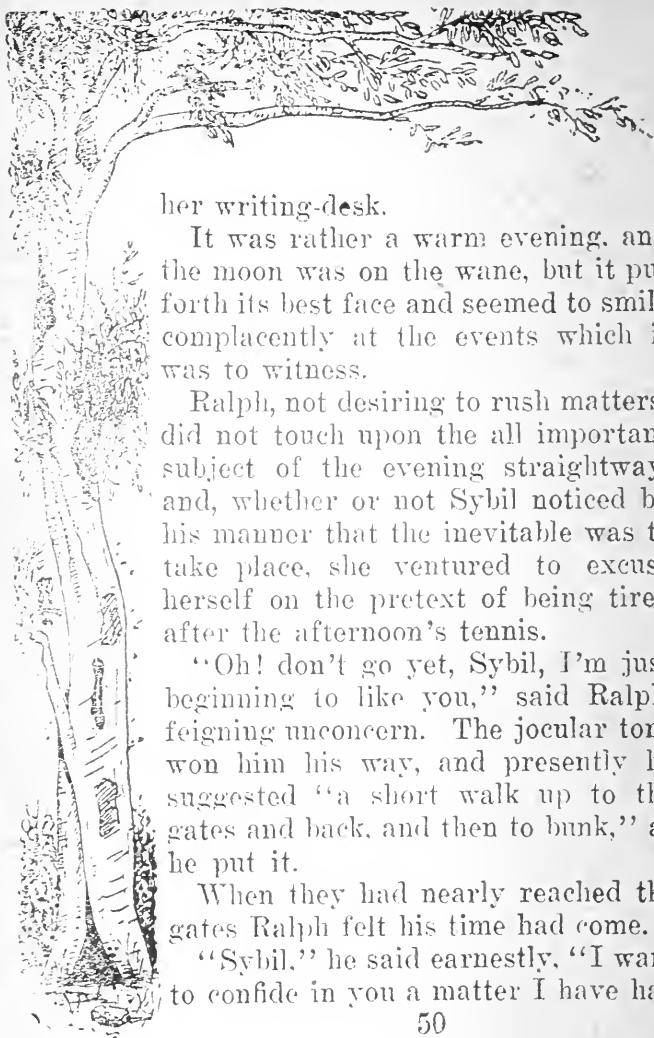 her writing-desk.
It was rather a warm evening. an
the moon was on the wane, but it pu
forth its best face and seemed to smil
complacently at the events which i
was to witness.
Ralph, not desiring to rush matters
did not touch upon the all importan
subject of the evening straightway
and, whether or not Sybil noticed b
his manner that the inevitable was t
take place, she ventured to excus
herself on the pretext of being tire
after the afternoon's tennis.
"Oh! don't go yet, Sybil, I'm jus
beginning to like you," said Ralp
feigning unconcern. The jocular ton
won him his way, and presently h
suggested "a short walk up to th
gates and back, and then to bunk," a
he put it.
When they had nearly reached th
gates Ralph felt his time had come.
"Sybil," he said earnestly, "I wan
to confide in you a matter I have ha
50